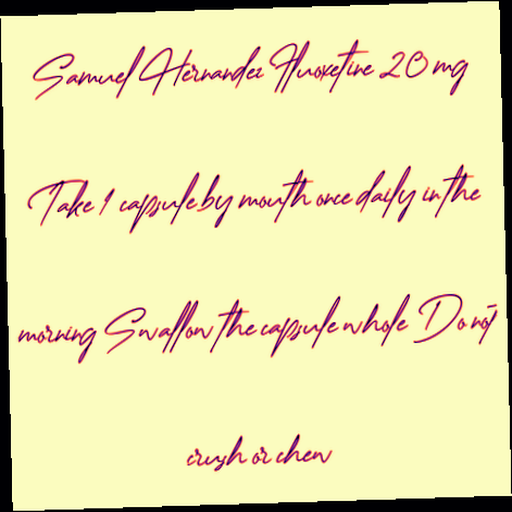 Samuel Hernandez Fluoxetine 20 mg
Take 1 capsule by mouth once daily in the
morning Swallow the capsule whole Do not
crush or chew